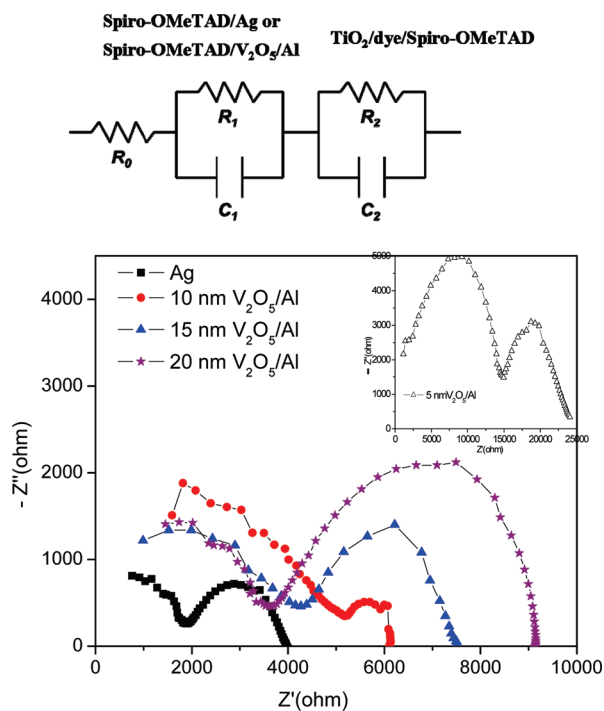 Spiro-OMeTAD/Ag or
Spiro-OMeTAD/V₂O₅/Al
TiO₂/dye/Spiro-OMeTAD
R₁
R₂
R₀
C₁
C₂
Ag
10 nm V₂O₅/Al
15 nm V₂O₅/Al
20 nm V₂O₅/Al
- Z''(ohm)
4000
3000
2000
1000
0
0 2000 4000 6000 8000 10000
Z'(ohm)
- Z''(ohm)
5000
4000
3000
2000
1000
0
5 nmV₂O₅/Al
0 5000 10000 15000 20000 25000
Z'(ohm)